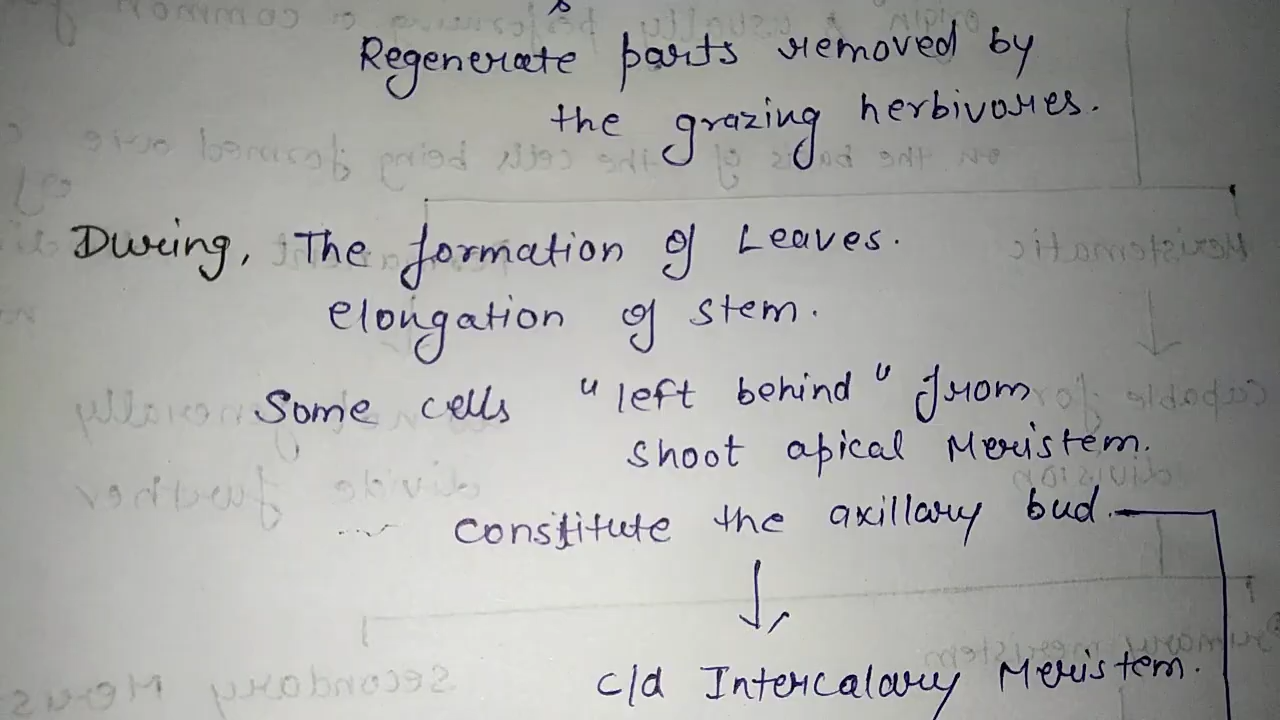 Regenerate parts removed by
the grazing herbivores.
During, The formation of Leaves.
elongation of stem.
Some cells "left behind" from
shoot apical Meristem.
constitute the axillary bud.
↓
c/d Intercalary Meristem.